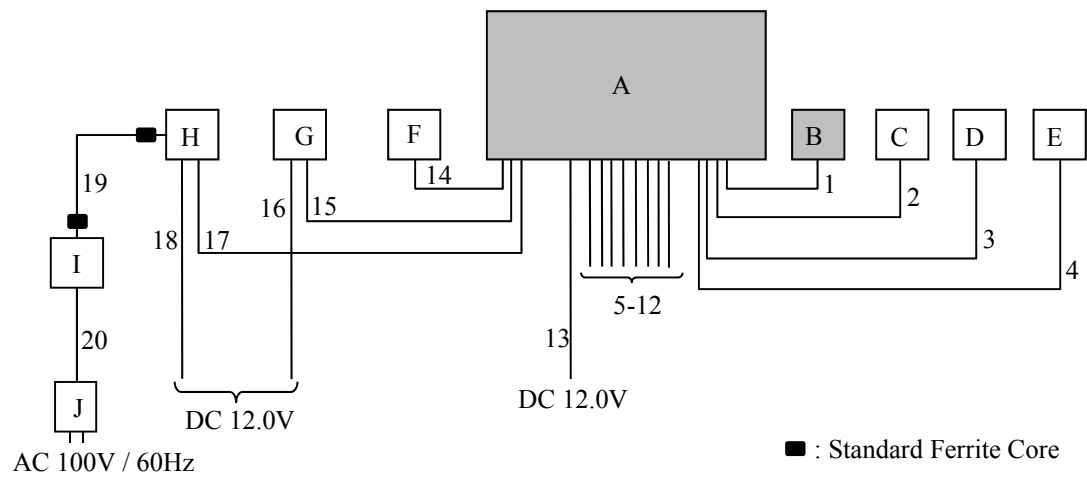 A
H
G
F
B
C
D
E
14
1
19
16
15
2
18
17
3
I
4
5-12
20
13
J
DC 12.0V
DC 12.0V
AC 100V / 60Hz
: Standard Ferrite Core